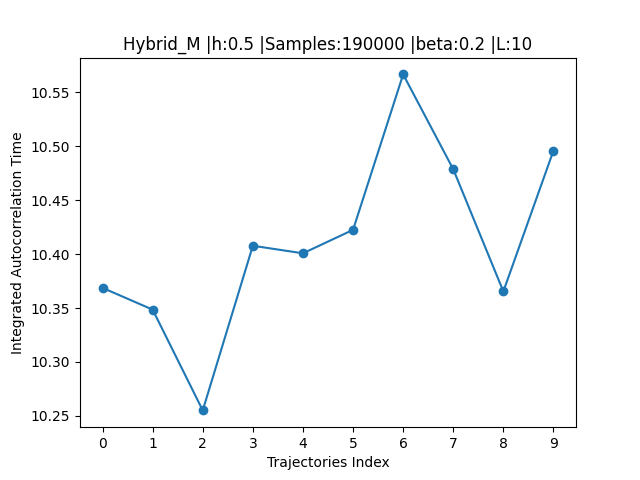 Hybrid_M |h:0.5 |Samples:190000 |beta:0.2 |L:10
Integrated Autocorrelation Time
10.55
10.50
10.45
10.40
10.35
10.30
10.25
0 1 2 3 4 5 6 7 8 9
Trajectories Index